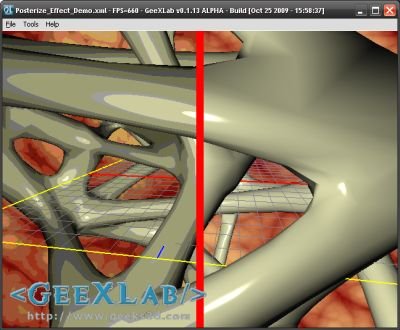 Posterize_Effect_Demo.xml - FPS=660 - GeeXLab v0.1.13 ALPHA - Build [Oct 25 2009 - 15:58:37]
File Tools Help
<GeeXLab/>
http://www.geeks3d.com